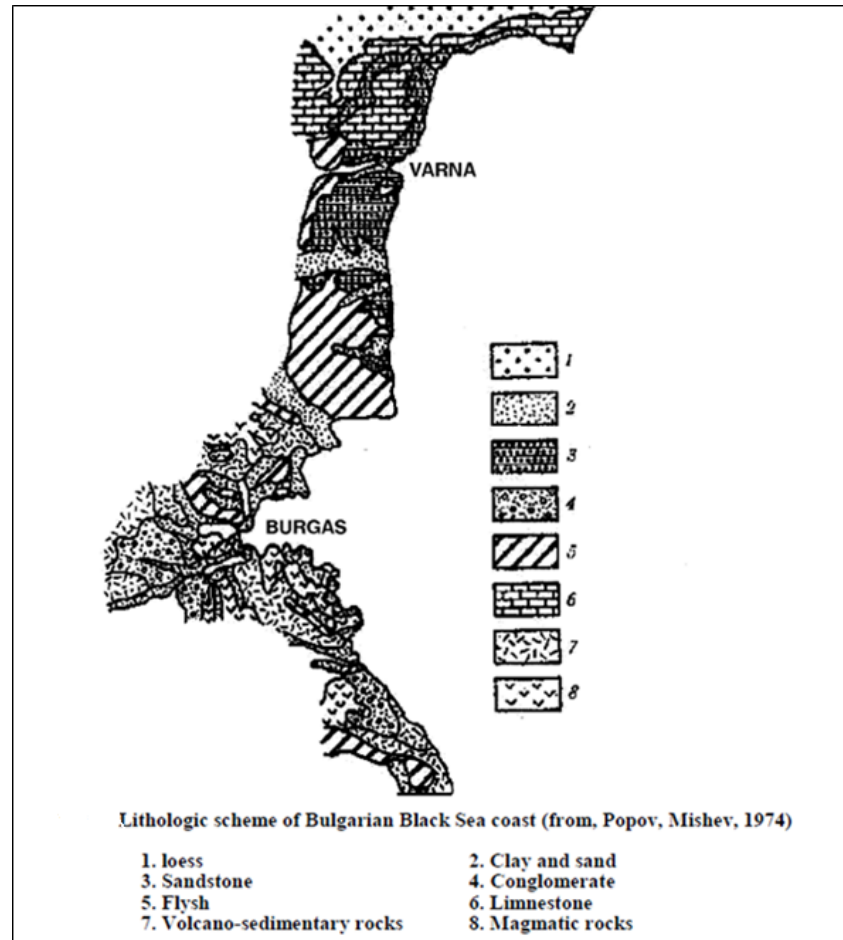 VARNA
1
2
3
4
5
BURGAS
6
7
8
Lithologic scheme of Bulgarian Black Sea coast (from, Popov, Mishev, 1974)
1. loess 2. Clay and sand
3. Sandstone 4. Conglomerate
5. Flysh 6. Limnestone
7. Volcano-sedimentary rocks 8. Magmatic rocks